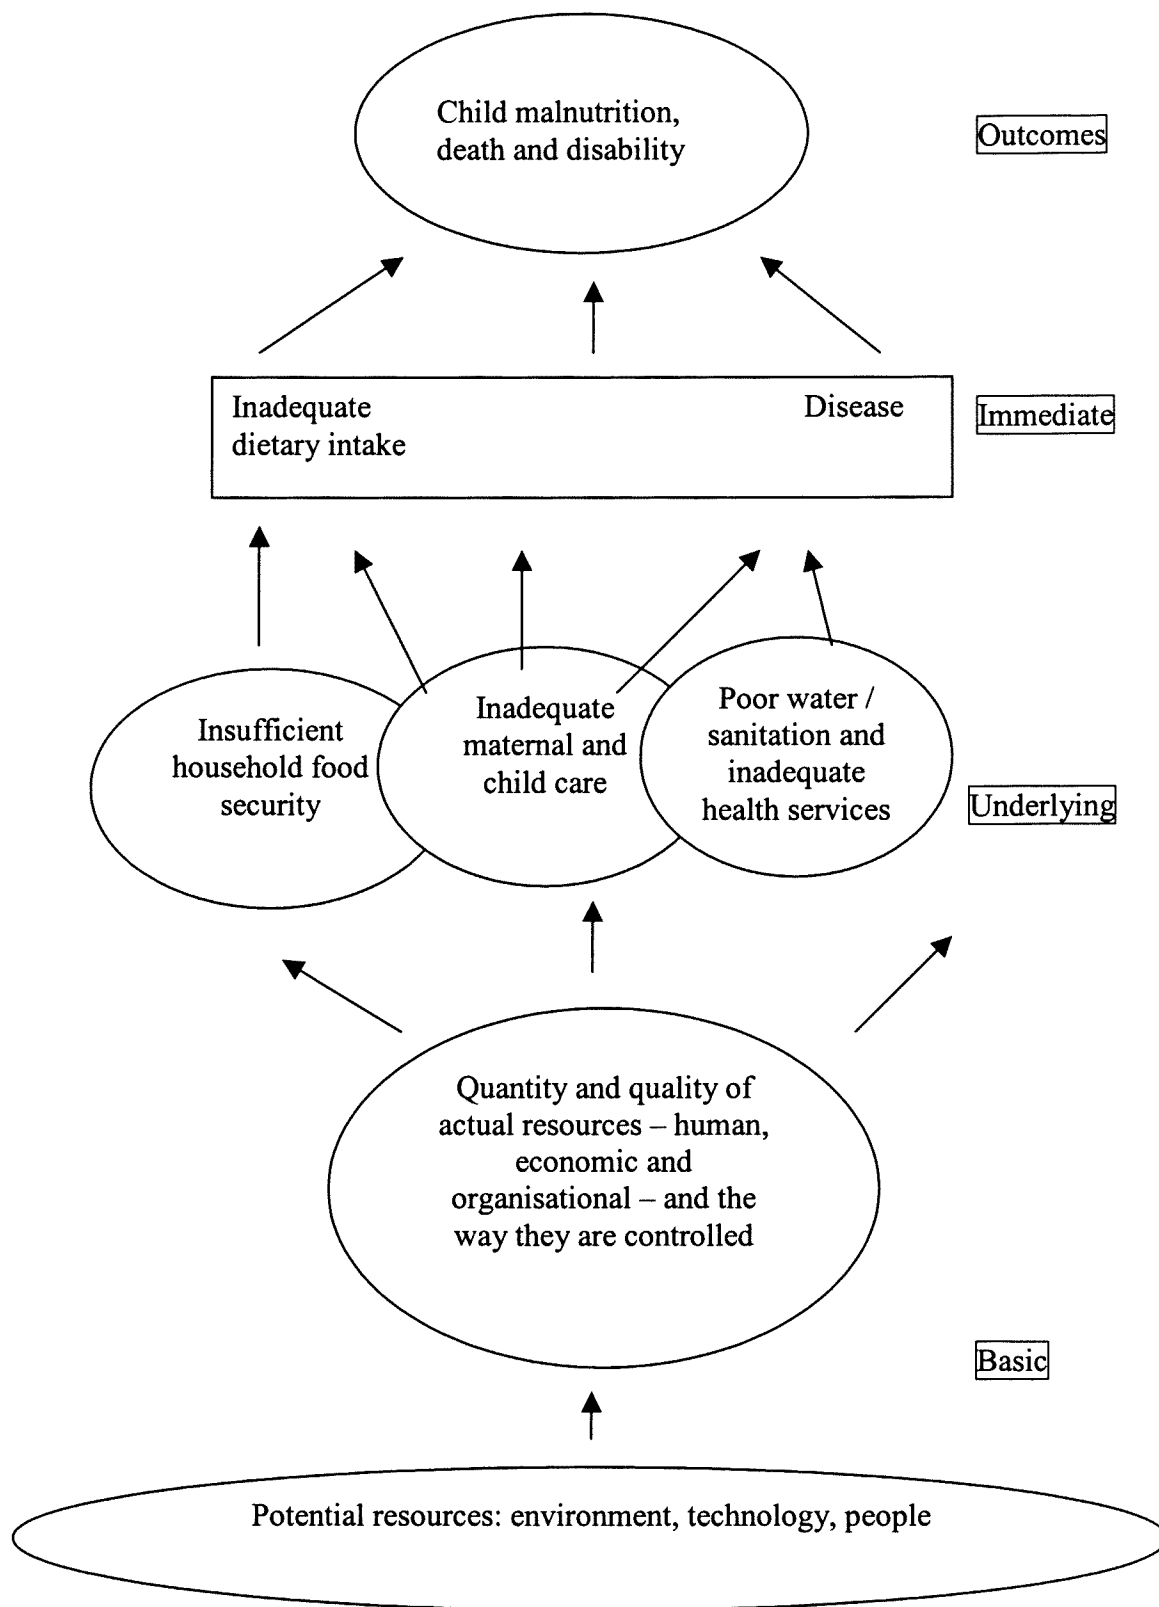 Child malnutrition,
death and disability
Outcomes
Inadequate
dietary intake
Disease
Immediate
Insufficient
household food
security
Inadequate
maternal and
child care
Poor water /
sanitation and
inadequate
health services
Underlying
Quantity and quality of
actual resources – human,
economic and
organisational – and the
way they are controlled
Basic
Potential resources: environment, technology, people